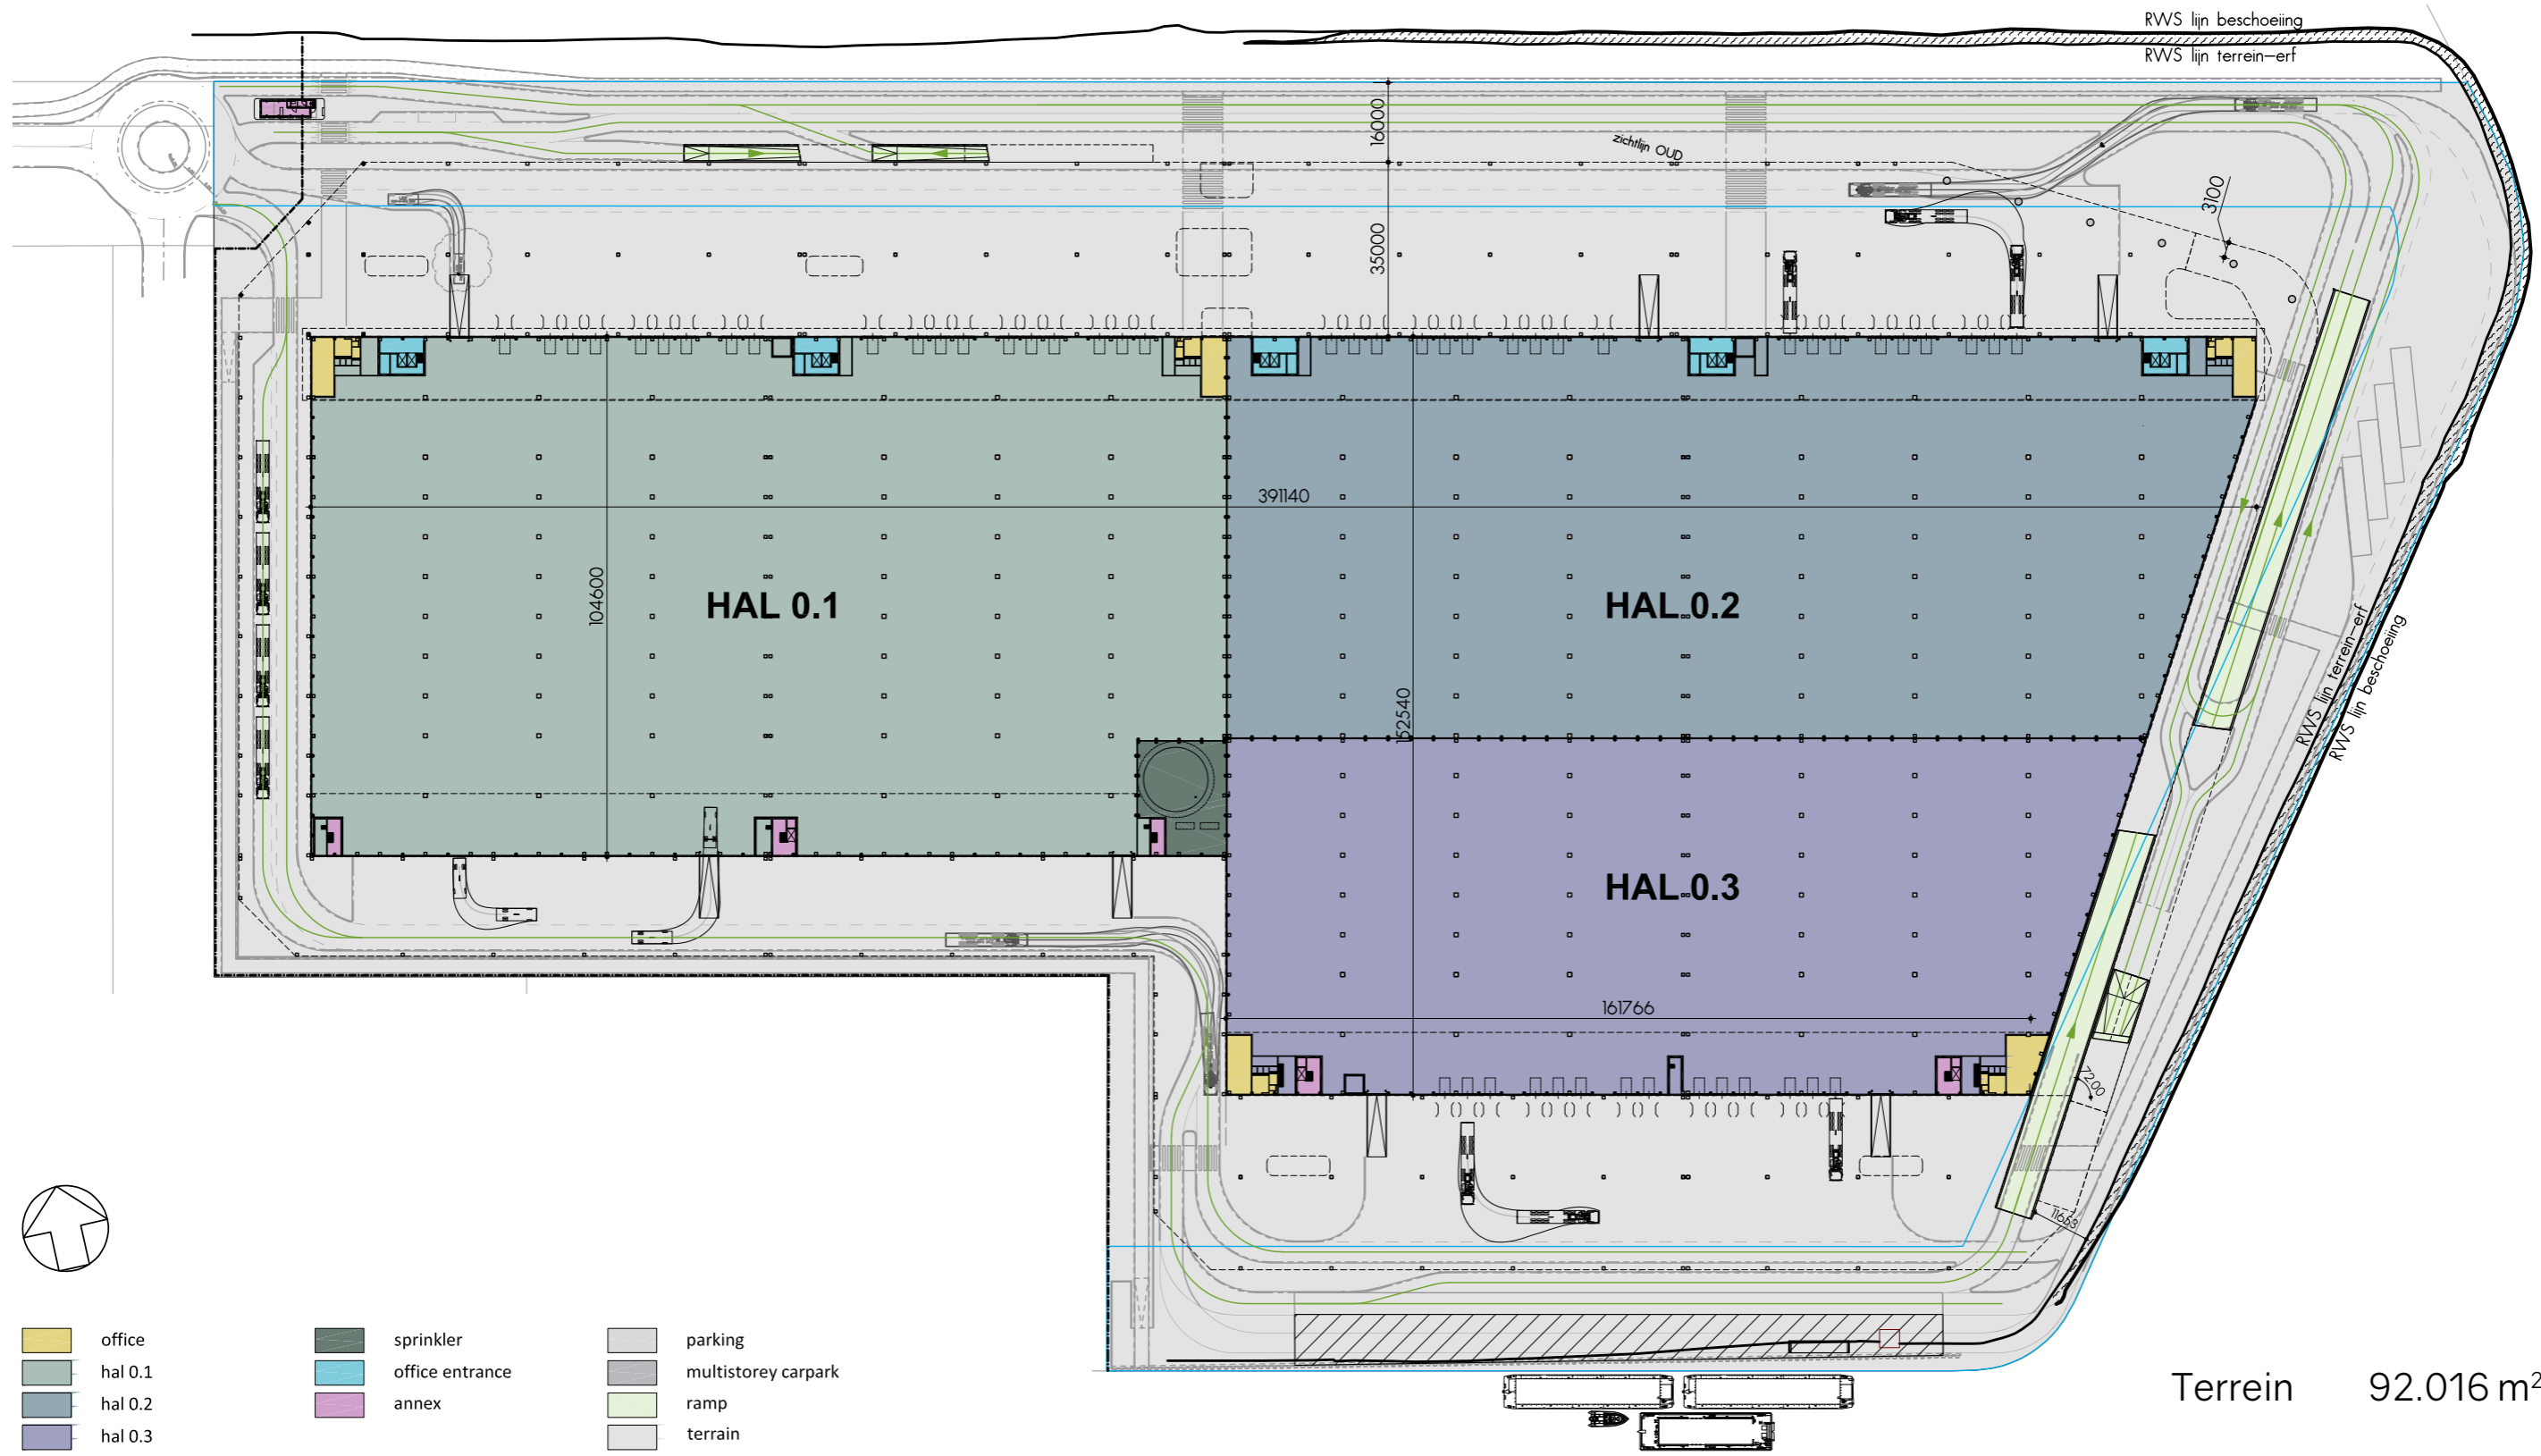 RWS lijn beschoeiing
RWS lijn terrein-erf
16000
zichtlijn OUD
3100
35000
391140
104600
HAL 0.1
HAL 0.2
152540
RWS lijn terrein-erf
RWS lijn beschoeiing
HAL 0.3
161766
7200
11653
office
hal 0.1
hal 0.2
hal 0.3
sprinkler
office entrance
annex
parking
multistorey carpark
ramp
terrain
Terrein 92.016 m²